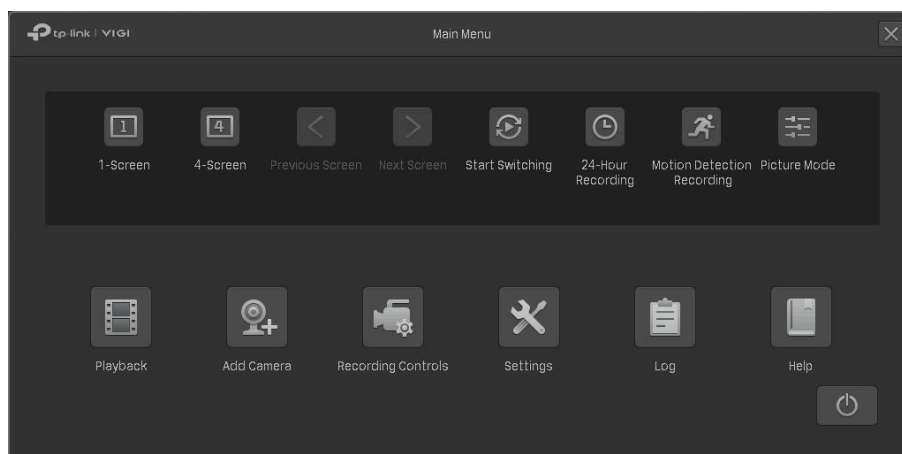 tp-link | VIGI
Main Menu
1
4
1-Screen
4-Screen
Previous Screen
Next Screen
Start Switching
24-Hour
Recording
Motion Detection
Recording
Picture Mode
Playback
Add Camera
Recording Controls
Settings
Log
Help